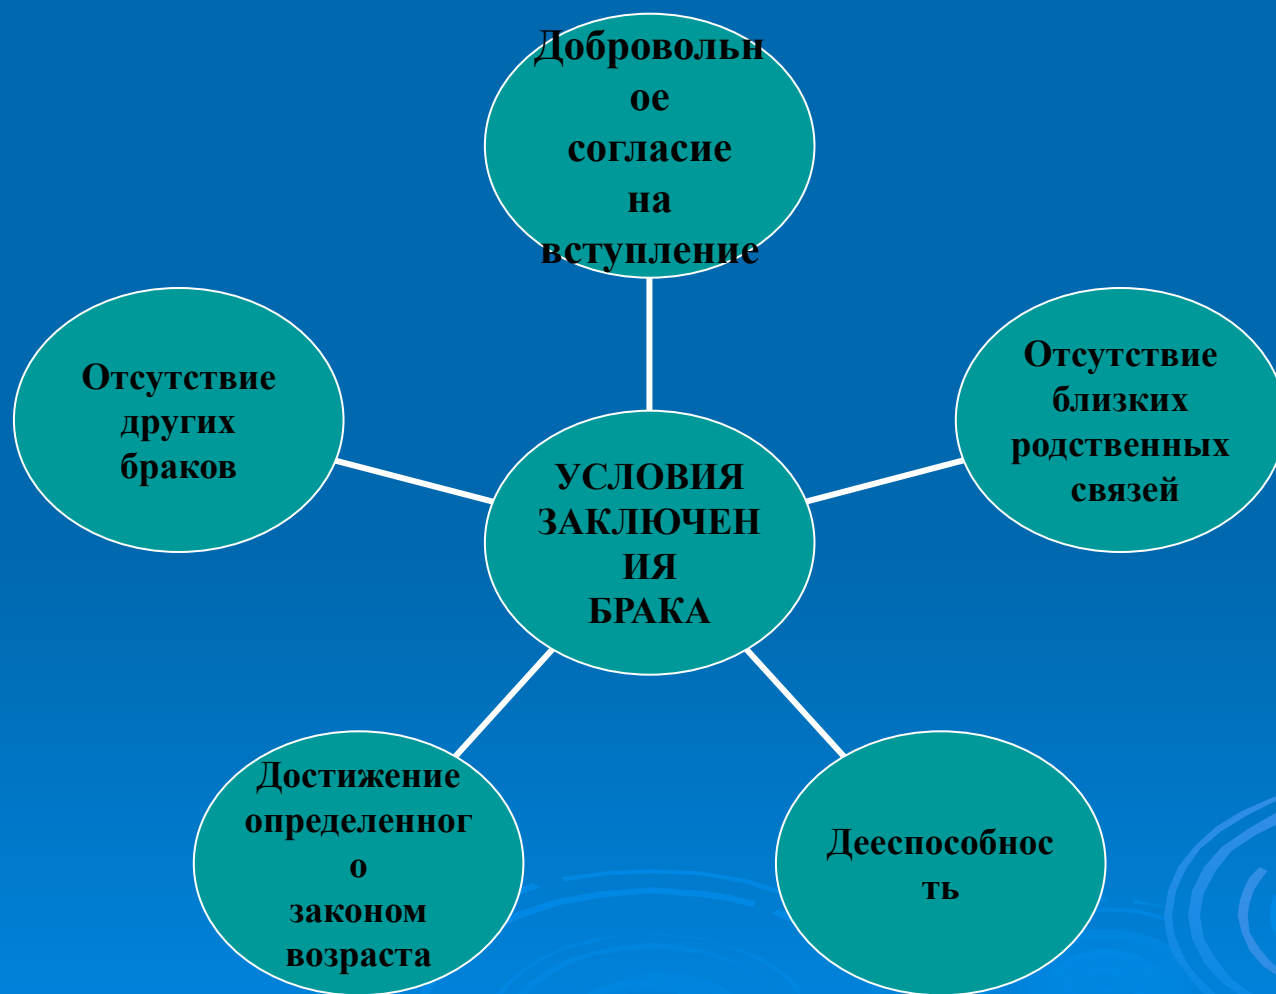 Добровольн
ое
согласие
на
вступление
Отсутствие
других
браков
Отсутствие
близких
родственных
связей
УСЛОВИЯ
ЗАКЛЮЧЕН
ИЯ
БРАКА
Достижение
определенног
о
законом
возраста
Дееспособнос
ть